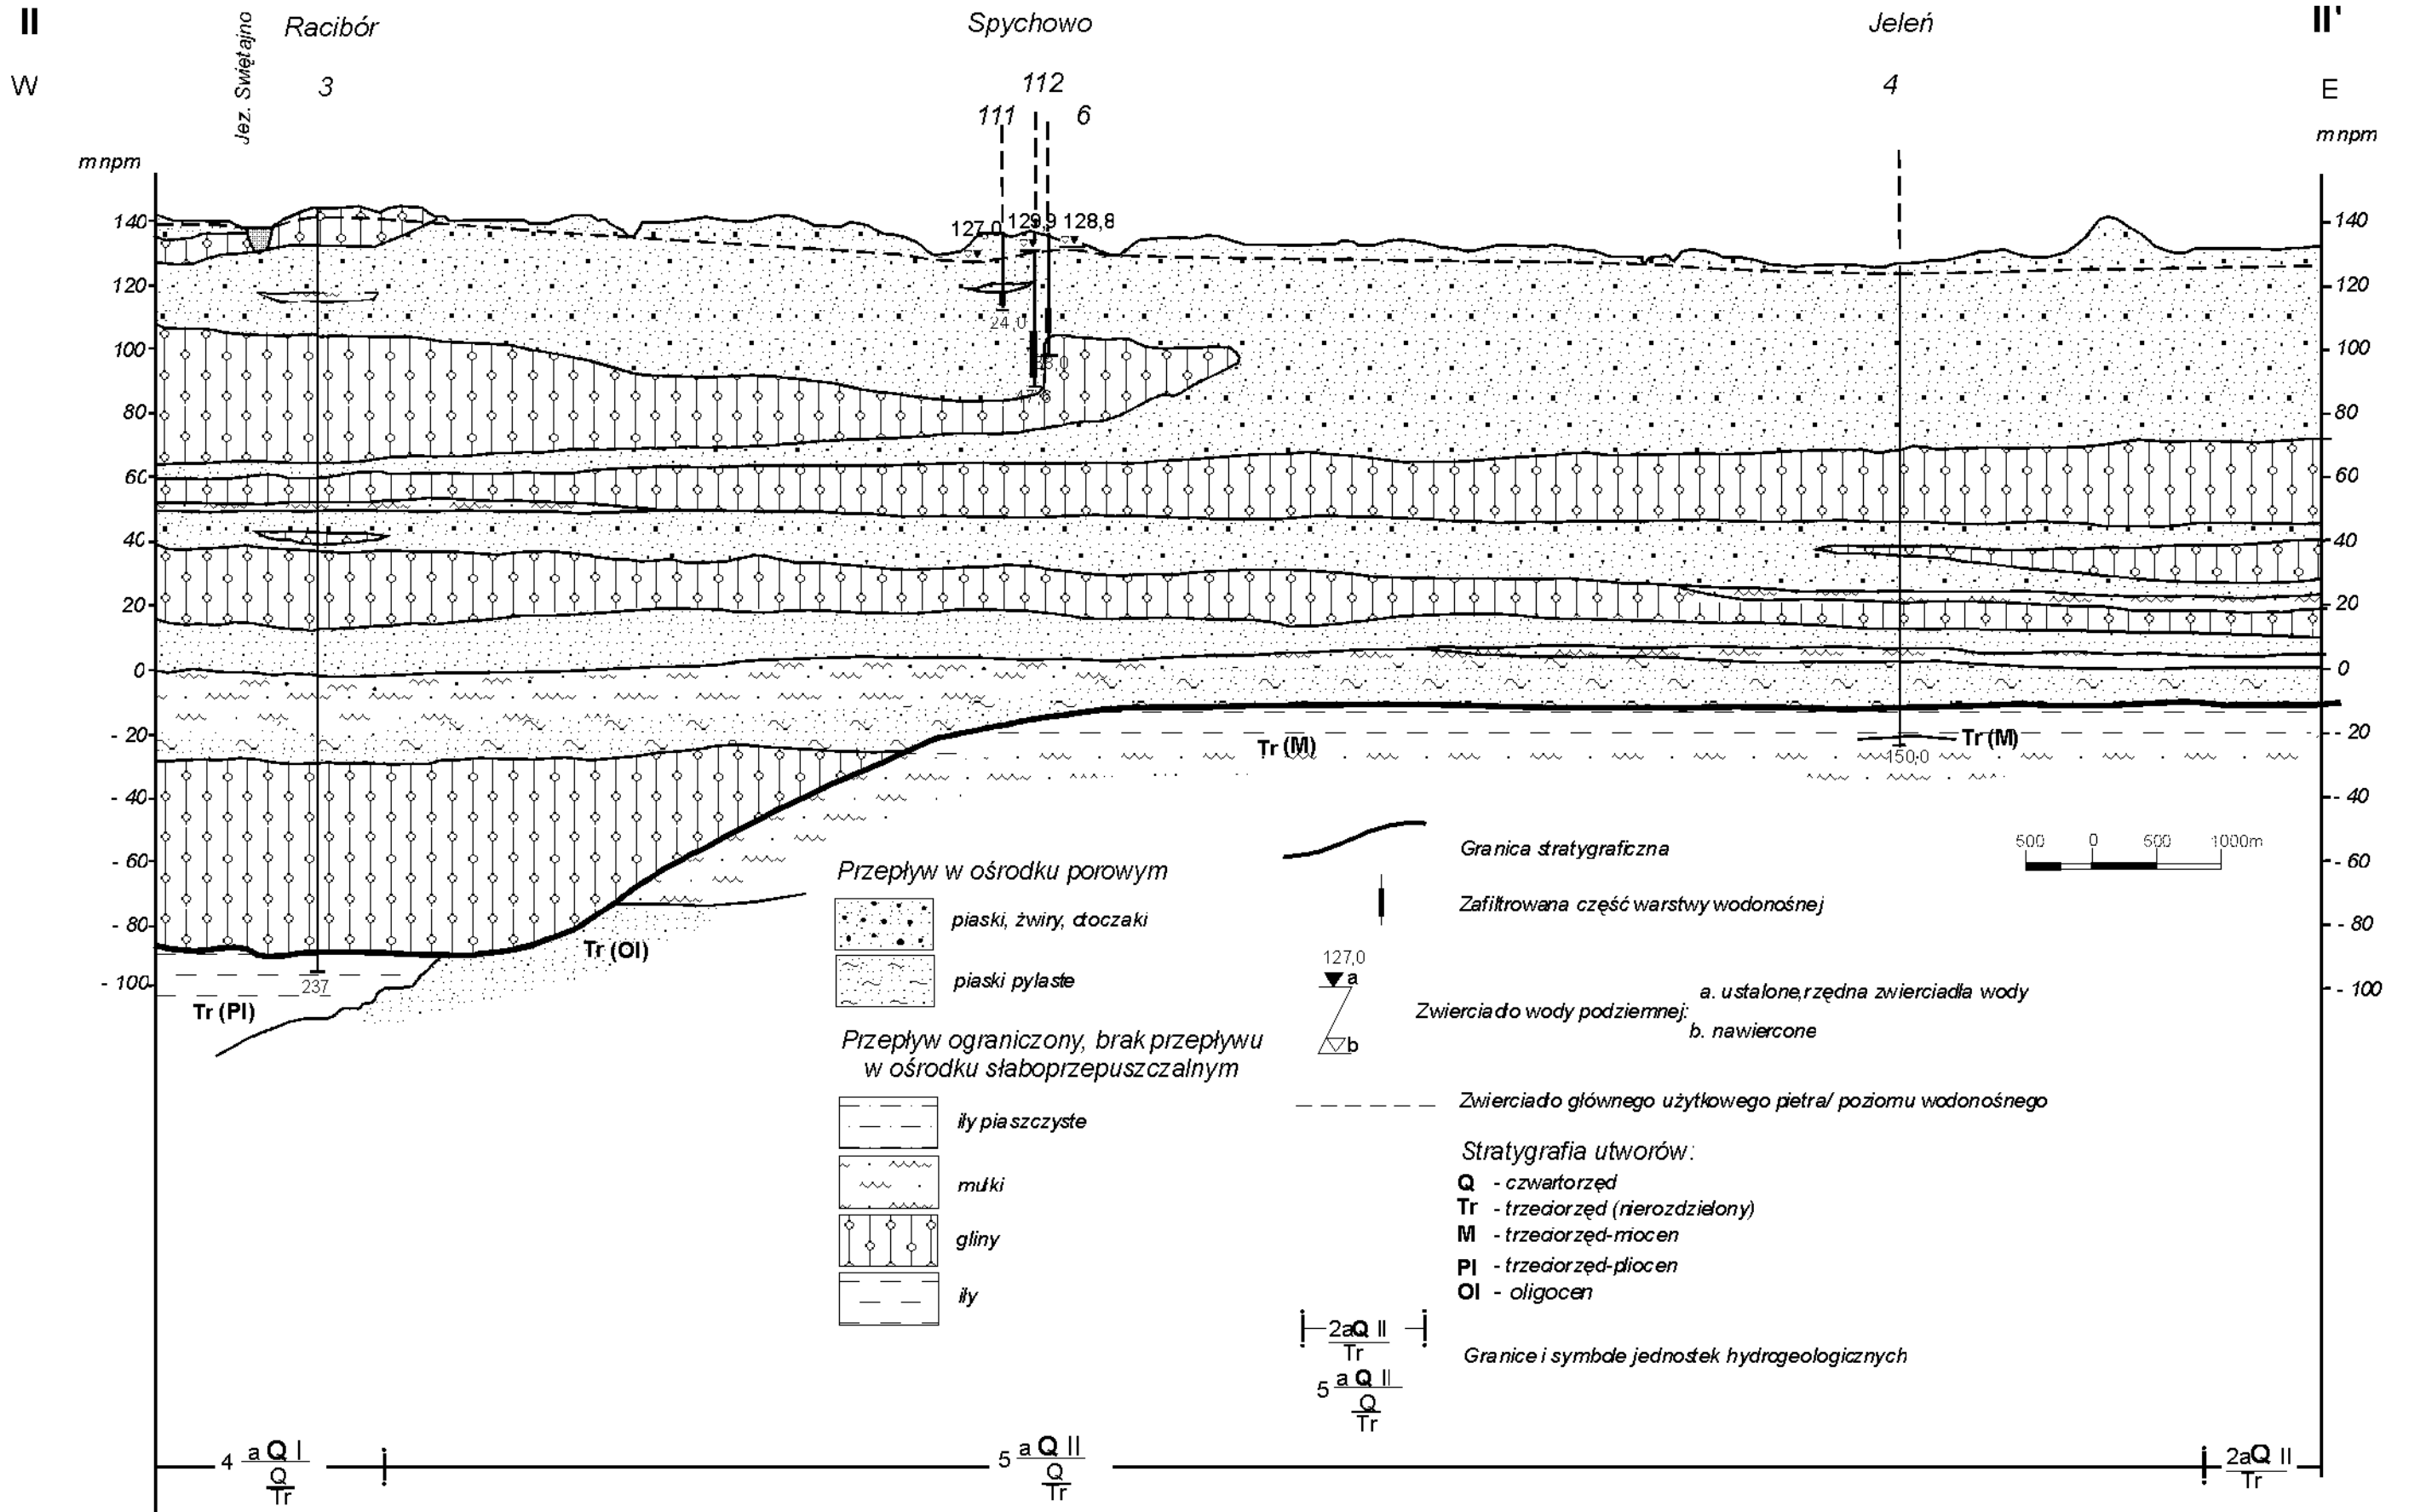 II
Jez. Swiętajno
Racibór
Spychowo
Jeleń
II'
W
3
112
4
E
111
6
m npm
m npm
140
127,0
129,9
128,8
140
120
120
24,0
100
100
80
80
60
60
40
40
20
20
0
0
- 20
- 20
Tr (M)
Tr (M)
150,0
- 40
- 40
500 0 500 1000m
Granica stratygraficzna
- 60
- 60
Przepływ w ośrodku porowym
Zafiltrowana część warstwy wodonośnej
piaski, żwiry, otoczaki
- 80
- 80
Tr (Ol)
127,0
a
piaski pylaste
- 100
237
- 100
a. ustalone,rzędna zwierciadła wody
Tr (Pl)
Zwierciadło wody podziemnej:
b. nawiercone
b
Przepływ ograniczony, brak przepływu
w ośrodku słaboprzepuszczalnym
Zwierciadło głównego użytkowego pietra/ poziomu wodonośnego
iły piaszczyste
Stratygrafia utworów:
Q - czwartorzęd
mułki
Tr - trzeciorzęd (nierozdzielony)
M - trzeciorzęd-miocen
gliny
Pl - trzeciorzęd-pliocen
Ol - oligocen
iły
2aQ II
Tr
Granice i symbole jednostek hydrogeologicznych
5 a Q II
Q
Tr
4 a Q I
Q
Tr
5 a Q II
Q
Tr
2aQ II
Tr